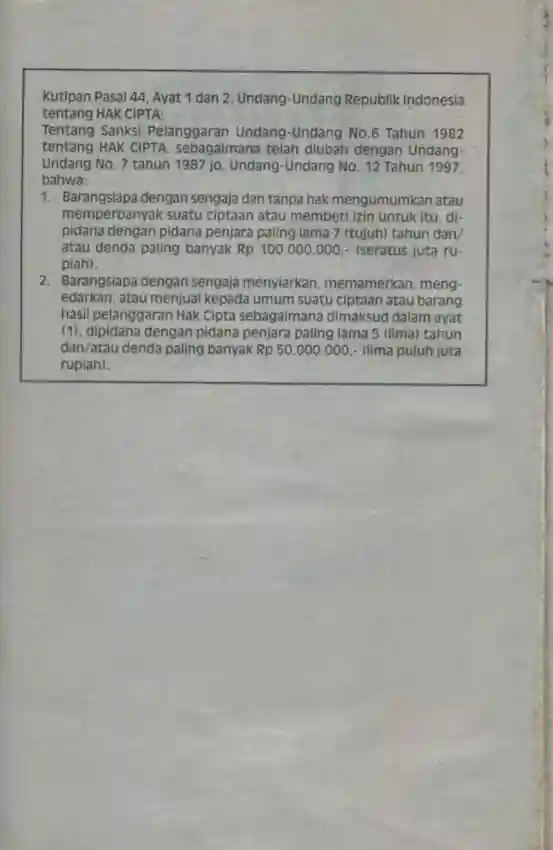 Kutipan Pasal 44, Ayat 1 dan 2, Undang-Undang Republik Indonesia
tentang HAK CIPTA:
Tentang Sanksi Pelanggaran Undang-Undang No.6 Tahun 1982
tentang HAK CIPTA, sebagaimana telah diubah dengan Undang-
Undang No. 7 tahun 1987 jo. Undang-Undang No. 12 Tahun 1997,
bahwa:
1. Barangsiapa dengan sengaja dan tanpa hak mengumumkan atau
memperbanyak suatu ciptaan atau memberi izin untuk itu, di-
pidana dengan pidana penjara paling lama 7 (tujuh) tahun dan/
atau denda paling banyak Rp 100.000.000,- (seratus juta ru-
piah).
2. Barangsiapa dengan sengaja menyiarkan, memamerkan, meng-
edarkan, atau menjual kepada umum suatu ciptaan atau barang
hasil pelanggaran Hak Cipta sebagaimana dimaksud dalam ayat
(1), dipidana dengan pidana penjara paling lama 5 (lima) tahun
dan/atau denda paling banyak Rp 50.000.000,- (lima puluh juta
rupiah).